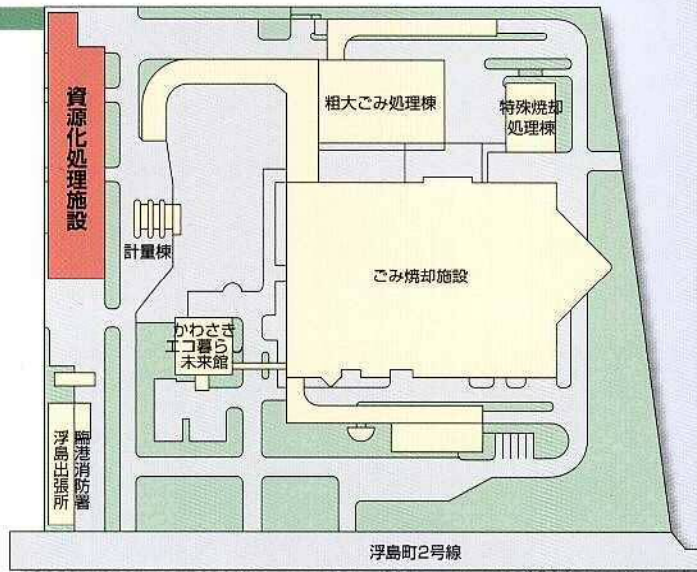 資源化処理施設
粗大ごみ処理棟
特殊焼却
処理棟
計量棟
ごみ焼却施設
かわさき
エコ暮ら
未来館
臨港消防署
浮島出張所
浮島町2号線